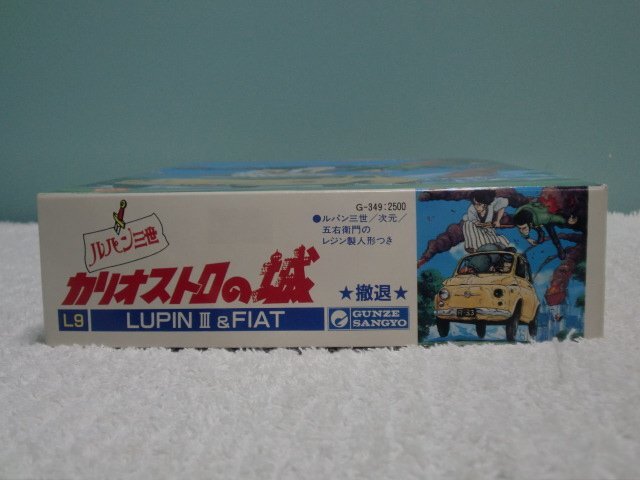 ルパン三世
カリオストロの城
L9
LUPIN Ⅲ & FIAT
G-349:2500
●ルパン三世／次元／
五右衛門の
レジン製人形つき
★撤退★
GUNZE
SANGYO